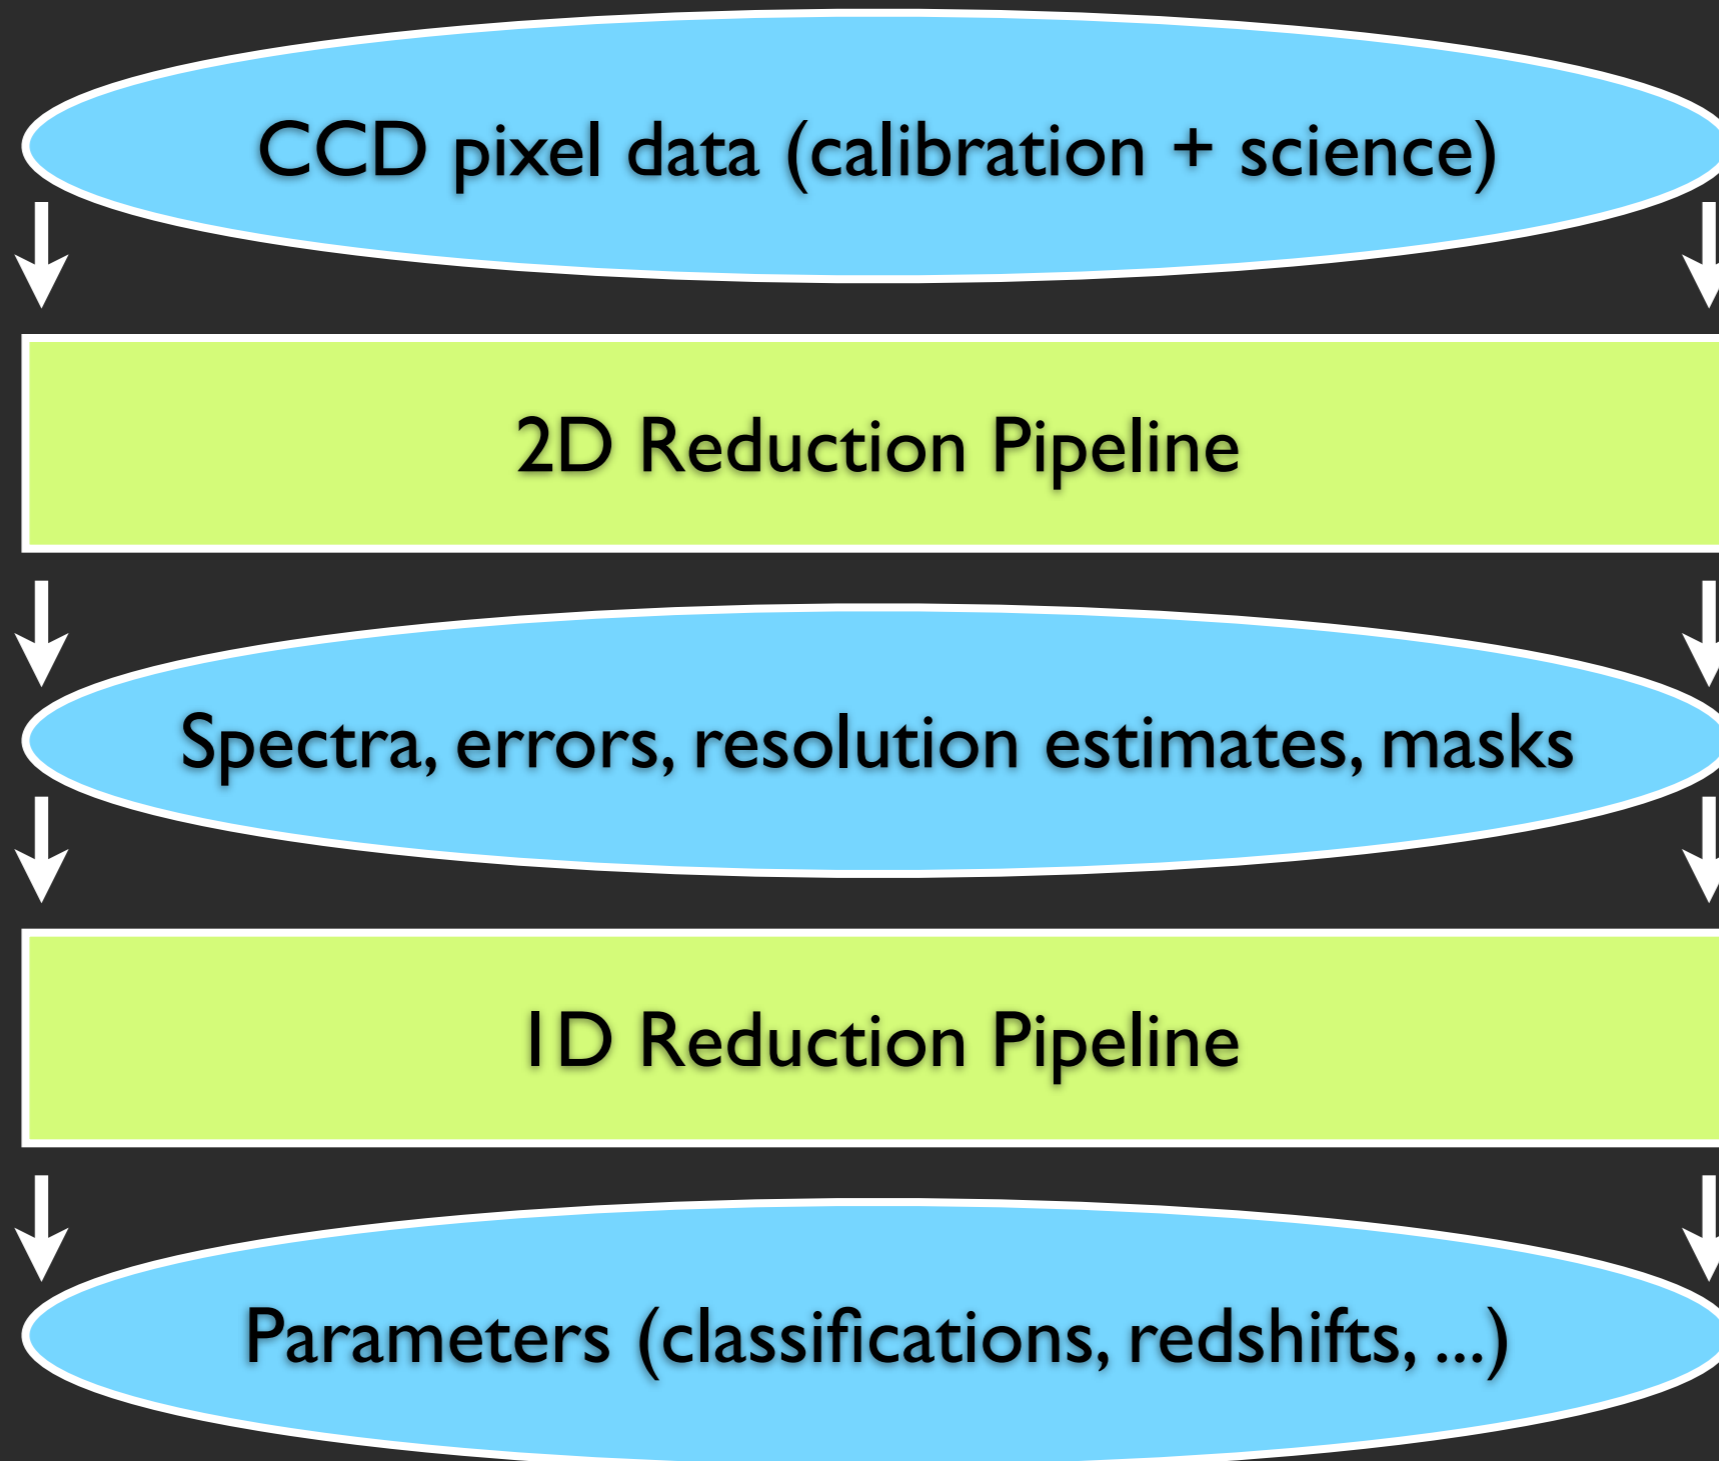 CCD pixel data (calibration + science)
2D Reduction Pipeline
Spectra, errors, resolution estimates, masks
1D Reduction Pipeline
Parameters (classifications, redshifts, ...)